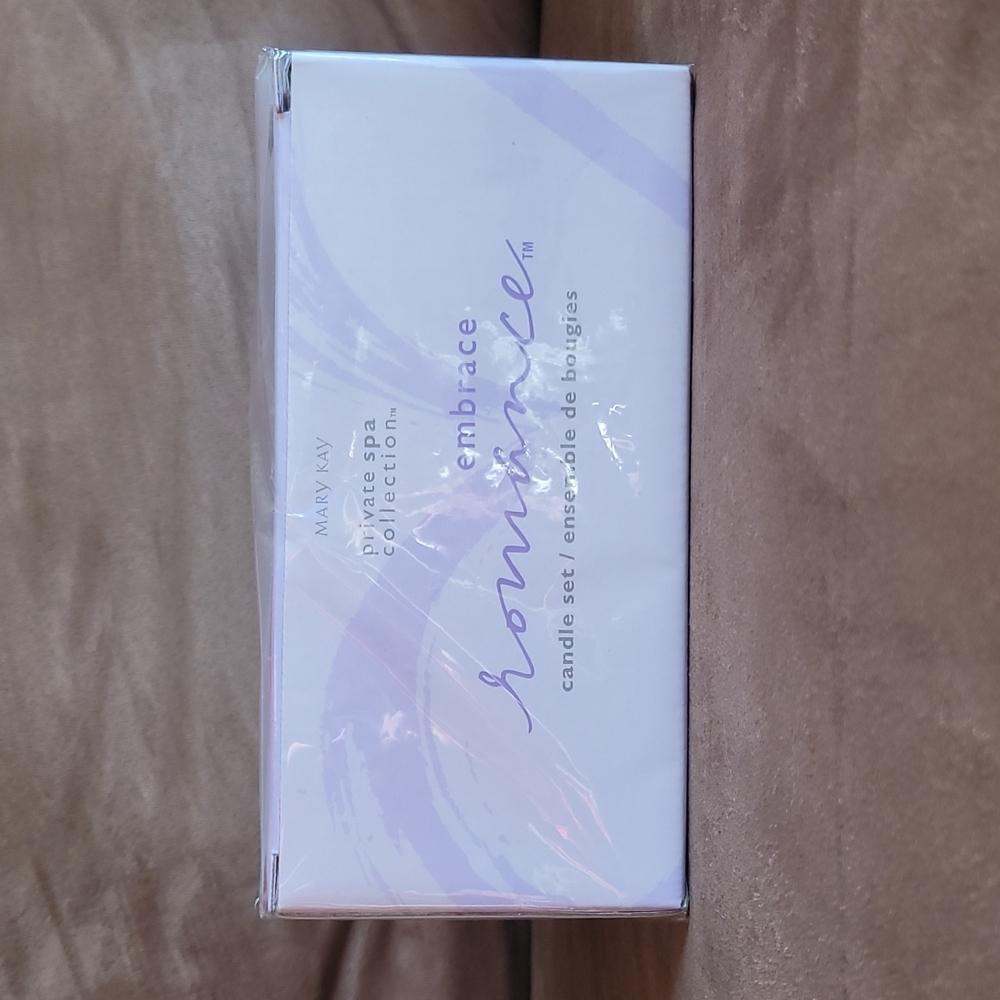 MARY KAY
private spa
collection™
embrace
romance™
candle set / ensemble de bougies